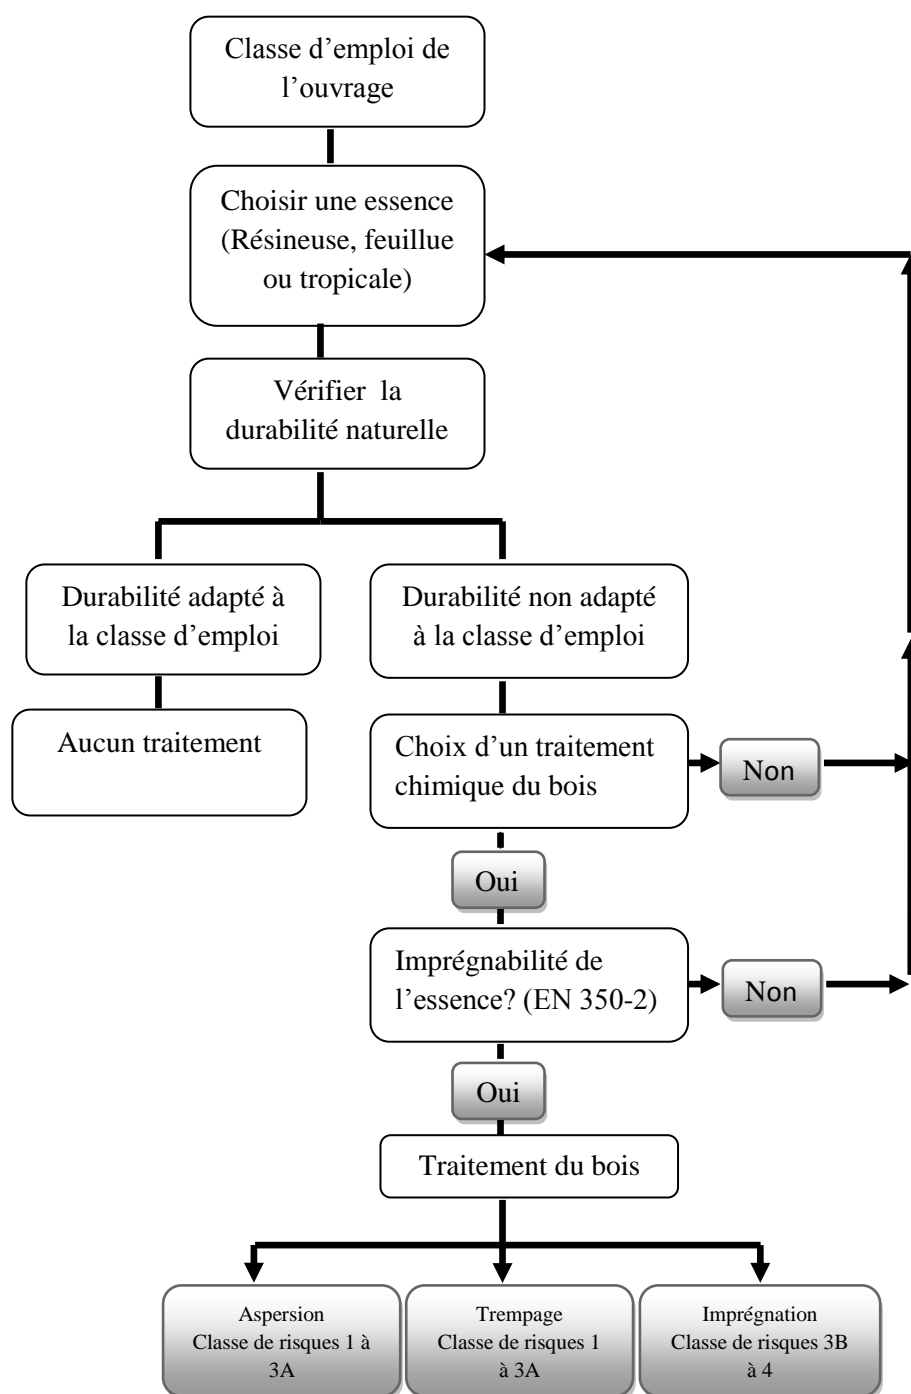 Classe d’emploi de
l’ouvrage
Choisir une essence
(Résineuse, feuillue
ou tropicale)
Vérifier  la
durabilité naturelle
Durabilité adapté à
la classe d’emploi
Durabilité non adapté
à la classe d’emploi
Aucun traitement
Choix d’un traitement
chimique du bois
Non
Oui
Imprégnabilité de
l’essence? (EN 350-2)
Non
Oui
Traitement du bois
Aspersion
Classe de risques 1 à
3A
Trempage
Classe de risques 1
à 3A
Imprégnation
Classe de risques 3B
à 4